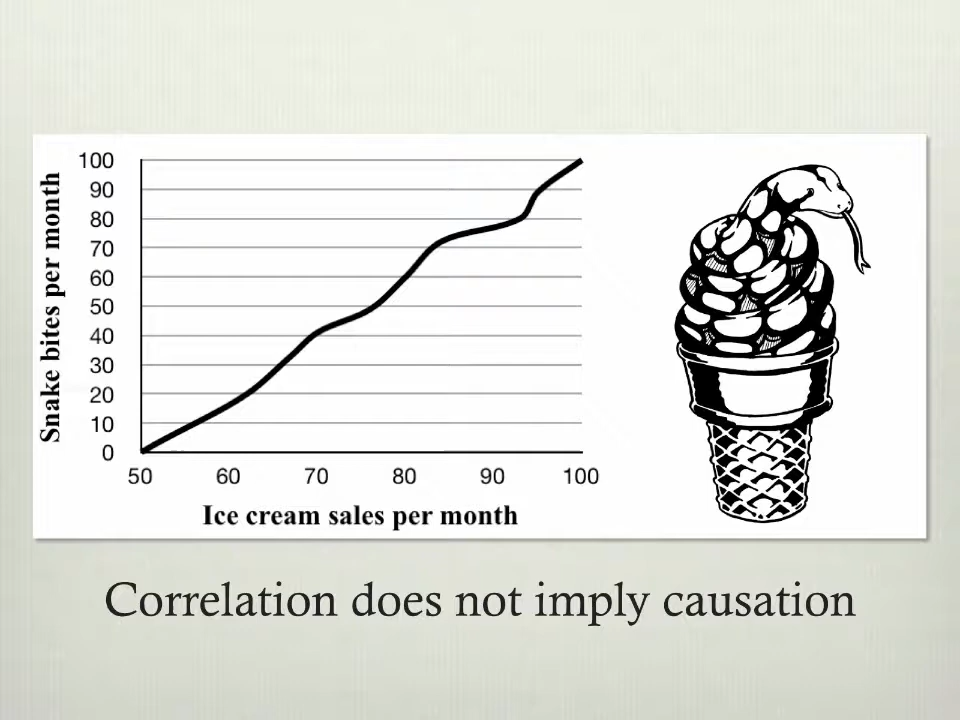 Snake bites per month
100
90
80
70
60
50
40
30
20
10
0
50 60 70 80 90 100
Ice cream sales per month
Correlation does not imply causation